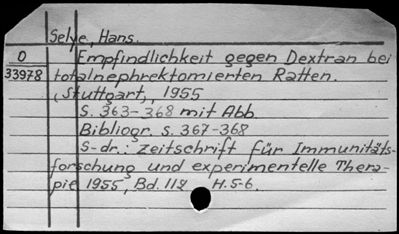 Selye, Hans.
O Empfindlichkeit gegen Dextran bei
33978 totalnephrektomierten Ratten.
(Stuttgart,, 1955
S. 363-368 mit Abb.
Bibliogr. s. 367-368
S-dr.: zeitschrift für Immunitäts-
forschung und experimentelle Thera-
pie 1955, Bd. 112 H. 5-6.